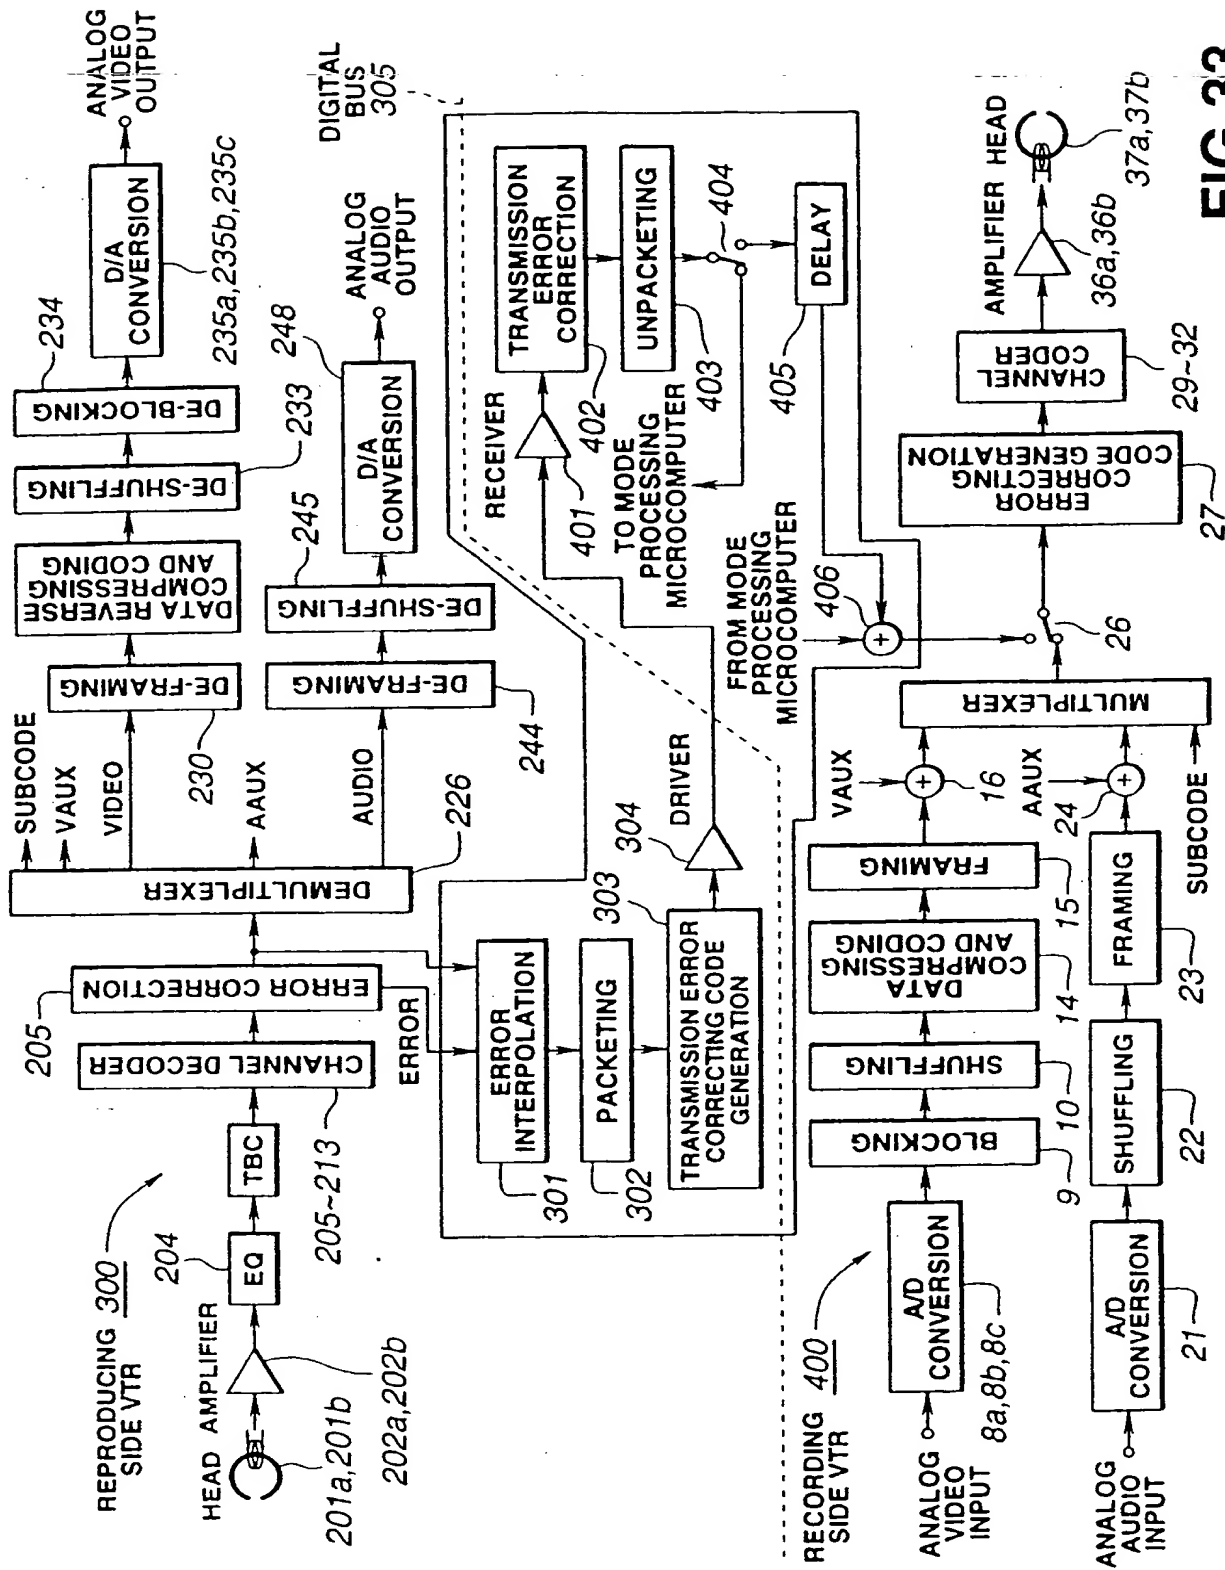 REPRODUCING 300
SIDE VTR
HEAD AMPLIFIER
201a,201b
202a,202b
204
EQ
TBC
205~213
CHANNEL DECODER
205
ERROR CORRECTION
ERROR
DEMULTIPLEXER
226
SUBCODE
VAUX
VIDEO
AAUX
AUDIO
DE-FRAMING
230
DATA REVERSE
COMPRESSING
AND CODING
DE-SHUFFLING
233
DE-BLOCKING
234
D/A
CONVERSION
235a,235b,235c
ANALOG
VIDEO
OUTPUT
DE-FRAMING
244
DE-SHUFFLING
245
D/A
CONVERSION
248
ANALOG
AUDIO
OUTPUT
DIGITAL
BUS
305
ERROR
INTERPOLATION
301
PACKETING
302
TRANSMISSION ERROR
CORRECTING CODE
GENERATION
303
304
DRIVER
RECEIVER
401
TRANSMISSION
ERROR
CORRECTION
402
UNPACKETING
403
404
TO MODE
PROCESSING
MICROCOMPUTER
DELAY
405
FROM MODE
PROCESSING
MICROCOMPUTER
406
RECORDING 400
SIDE VTR
ANALOG
VIDEO
INPUT
A/D
CONVERSION
8a,8b,8c
BLOCKING
9
SHUFFLING
10
DATA
COMPRESSING
AND CODING
14
FRAMING
15
VAUX
16
ANALOG
AUDIO
INPUT
A/D
CONVERSION
21
SHUFFLING
22
FRAMING
23
AAUX
24
SUBCODE
MULTIPLEXER
26
ERROR
CORRECTING
CODE GENERATION
27
CHANNEL
CODER
29~32
AMPLIFIER HEAD
36a,36b
37a,37b
FIG.33